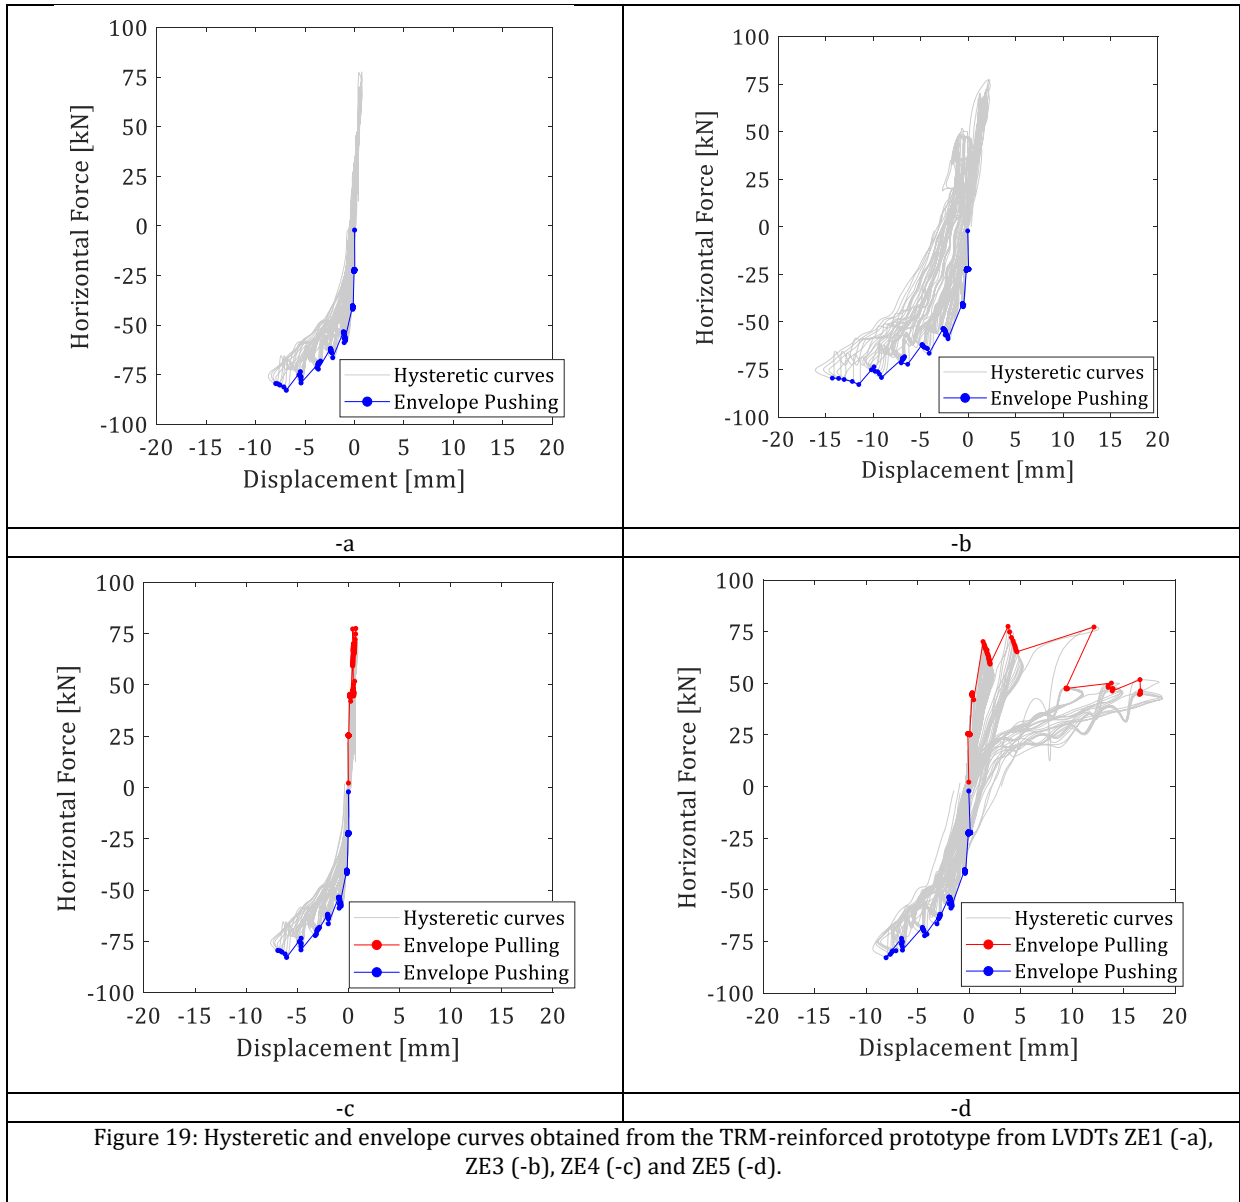 100
75
50
25
0
-25
-50
-75
-100
Horizontal Force [kN]
Hysteretic curves
Envelope Pushing
-20 -15 -10 -5 0 5 10 15 20
Displacement [mm]
100
75
50
25
0
-25
-50
-75
-100
Horizontal Force [kN]
Hysteretic curves
Envelope Pushing
-20 -15 -10 -5 0 5 10 15 20
Displacement [mm]
-a
-b
100
75
50
25
0
-25
-50
-75
-100
Horizontal Force [kN]
Hysteretic curves
Envelope Pulling
Envelope Pushing
-20 -15 -10 -5 0 5 10 15 20
Displacement [mm]
100
75
50
25
0
-25
-50
-75
-100
Horizontal Force [kN]
Hysteretic curves
Envelope Pulling
Envelope Pushing
-20 -15 -10 -5 0 5 10 15 20
Displacement [mm]
-c
-d
Figure 19: Hysteretic and envelope curves obtained from the TRM-reinforced prototype from LVDTs ZE1 (-a),
ZE3 (-b), ZE4 (-c) and ZE5 (-d).